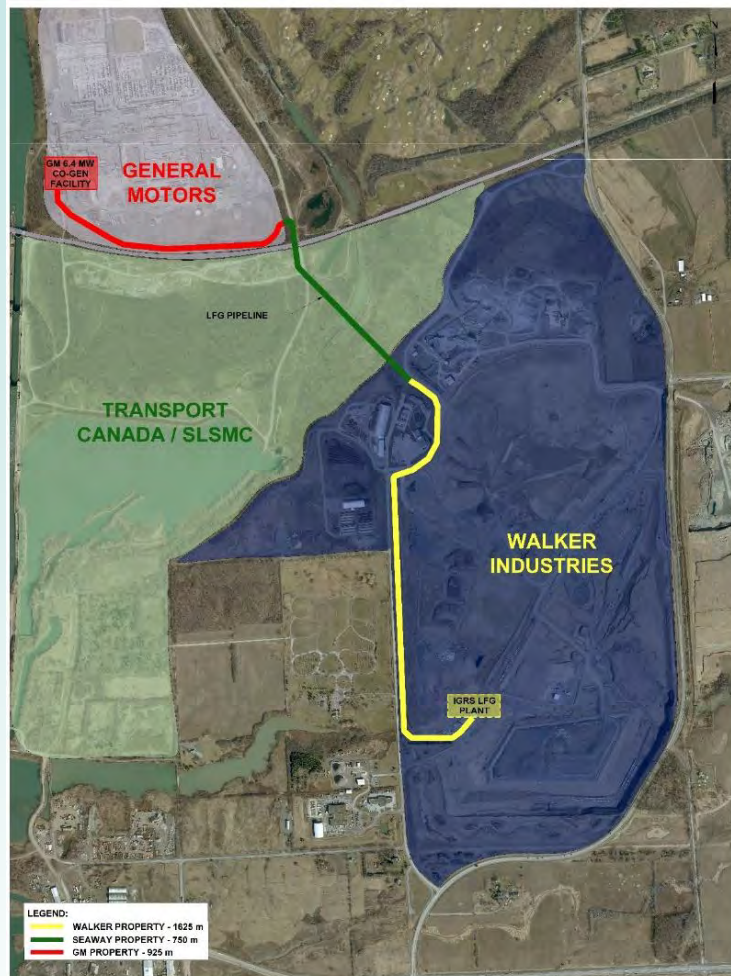 GM 6.4 MW
CO-GEN
FACILITY
GENERAL
MOTORS
LFG PIPELINE
TRANSPORT
CANADA / SLSMC
WALKER
INDUSTRIES
IGRS LFG
PLANT
LEGEND:
WALKER PROPERTY - 1625 m
SEAWAY PROPERTY - 750 m
GM PROPERTY - 925 m